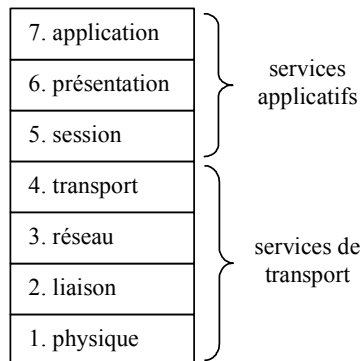 7. application
6. présentation
5. session
4. transport
3. réseau
2. liaison
1. physique
services
applicatifs
services de
transport